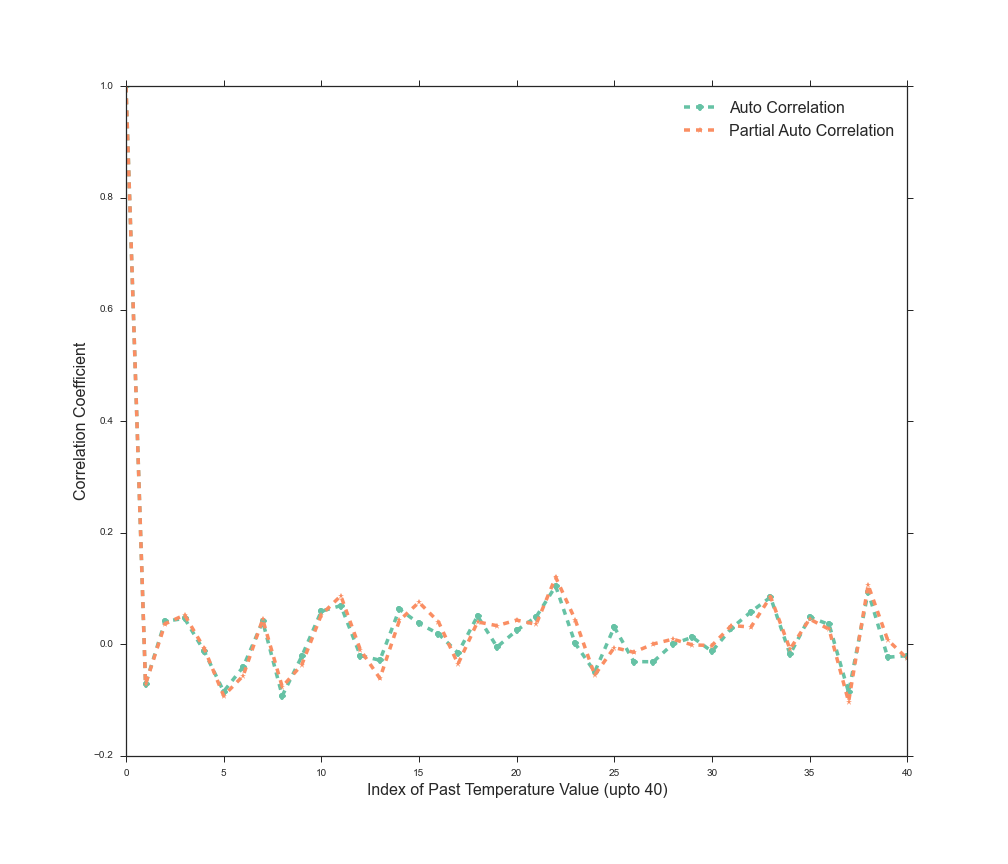 1.0
Auto Correlation
Partial Auto Correlation
0.8
0.6
0.4
0.2
0.0
−0.2
Correlation Coefficient
0 5 10 15 20 25 30 35 40
Index of Past Temperature Value (upto 40)